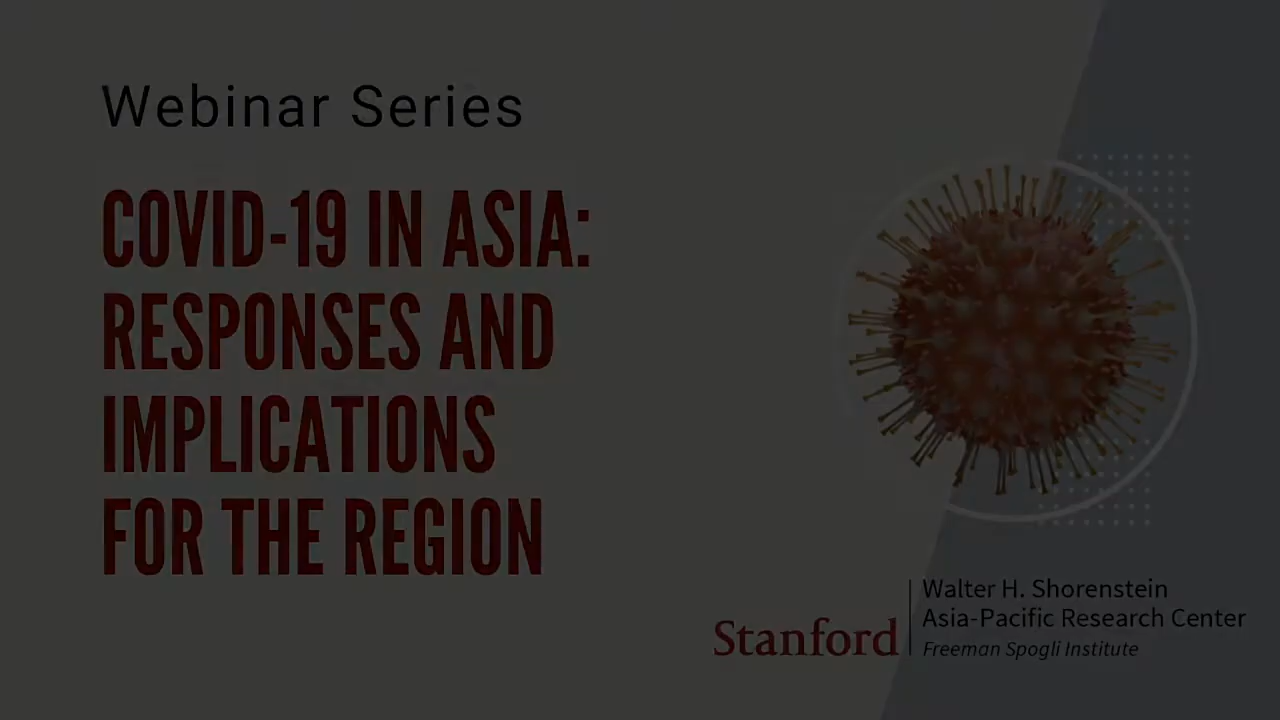 Webinar Series
COVID-19 IN ASIA:
RESPONSES AND
IMPLICATIONS
FOR THE REGION
Stanford
Walter H. Shorenstein
Asia-Pacific Research Center
Freeman Spogli Institute